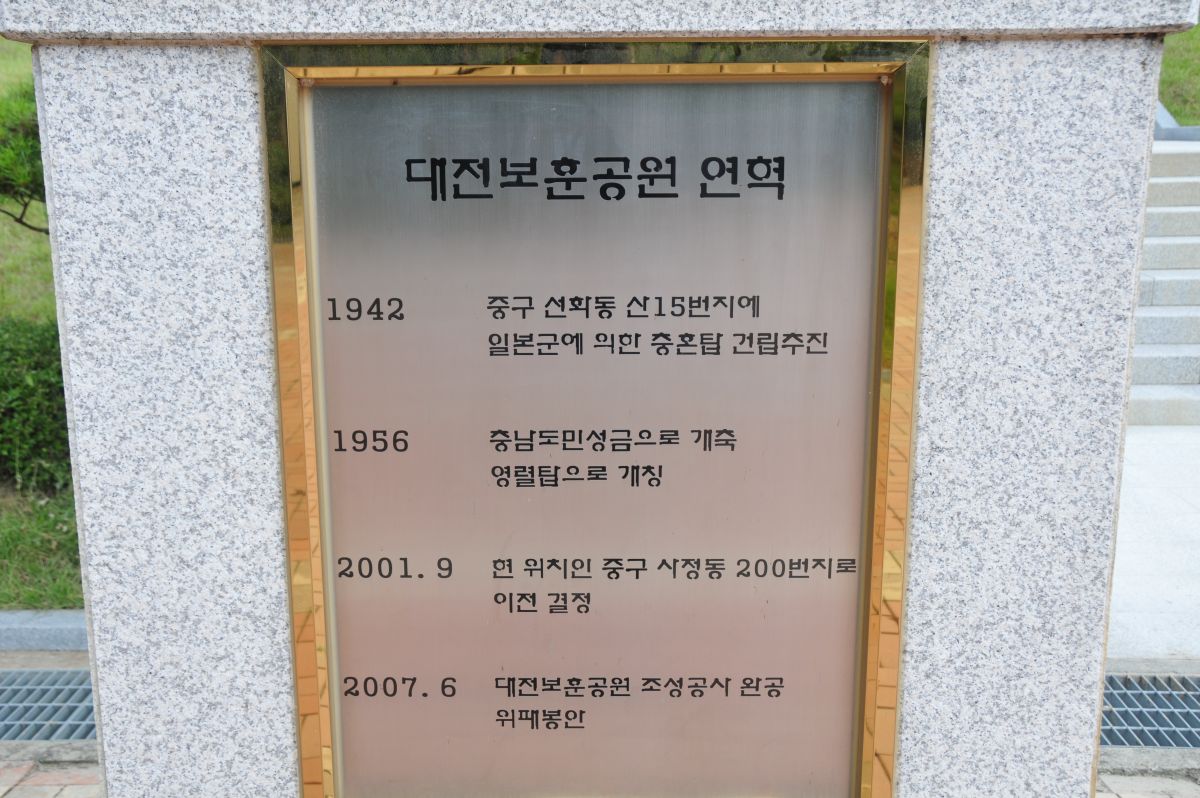 대전보훈공원 연혁
1942 중구 선화동 산15번지에
일본군에 의한 충혼탑 건립추진
1956 충남도민성금으로 개축
영렬탑으로 개칭
2001. 9 현 위치인 중구 사정동 200번지로
이전 결정
2007. 6 대전보훈공원 조성공사 완공
위패봉안